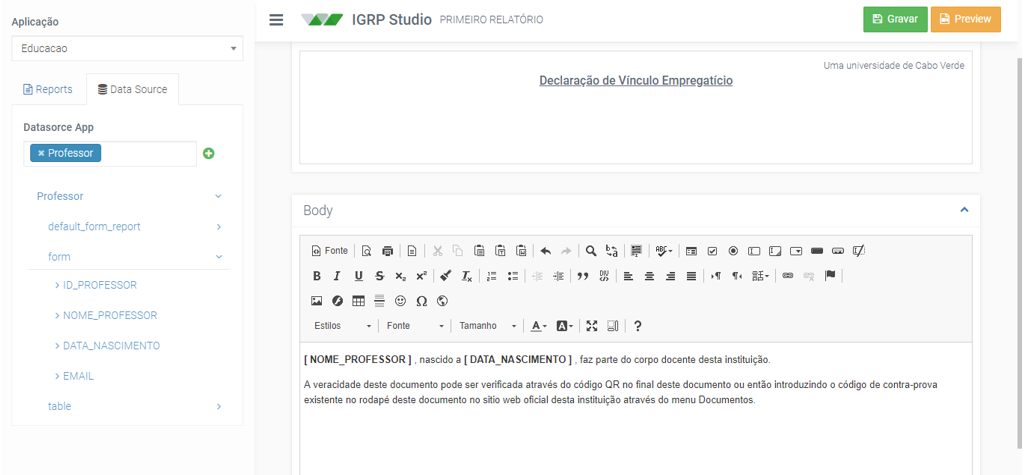 Aplicação
Educacao
Reports
Data Source
Datasorce App
× Professor
Professor
default_form_report
form
ID_PROFESSOR
NOME_PROFESSOR
DATA_NASCIMENTO
EMAIL
table
IGRP Studio PRIMEIRO RELATÓRIO
Gravar
Preview
Uma universidade de Cabo Verde
Declaração de Vínculo Empregatício
Body
Fonte
Estilos
Fonte
Tamanho
[ NOME_PROFESSOR ] , nascido a [ DATA_NASCIMENTO ] , faz parte do corpo docente desta instituição.
A veracidade deste documento pode ser verificada através do código QR no final deste documento ou então introduzindo o código de contra-prova
existente no rodapé deste documento no sitio web oficial desta instituição através do menu Documentos.